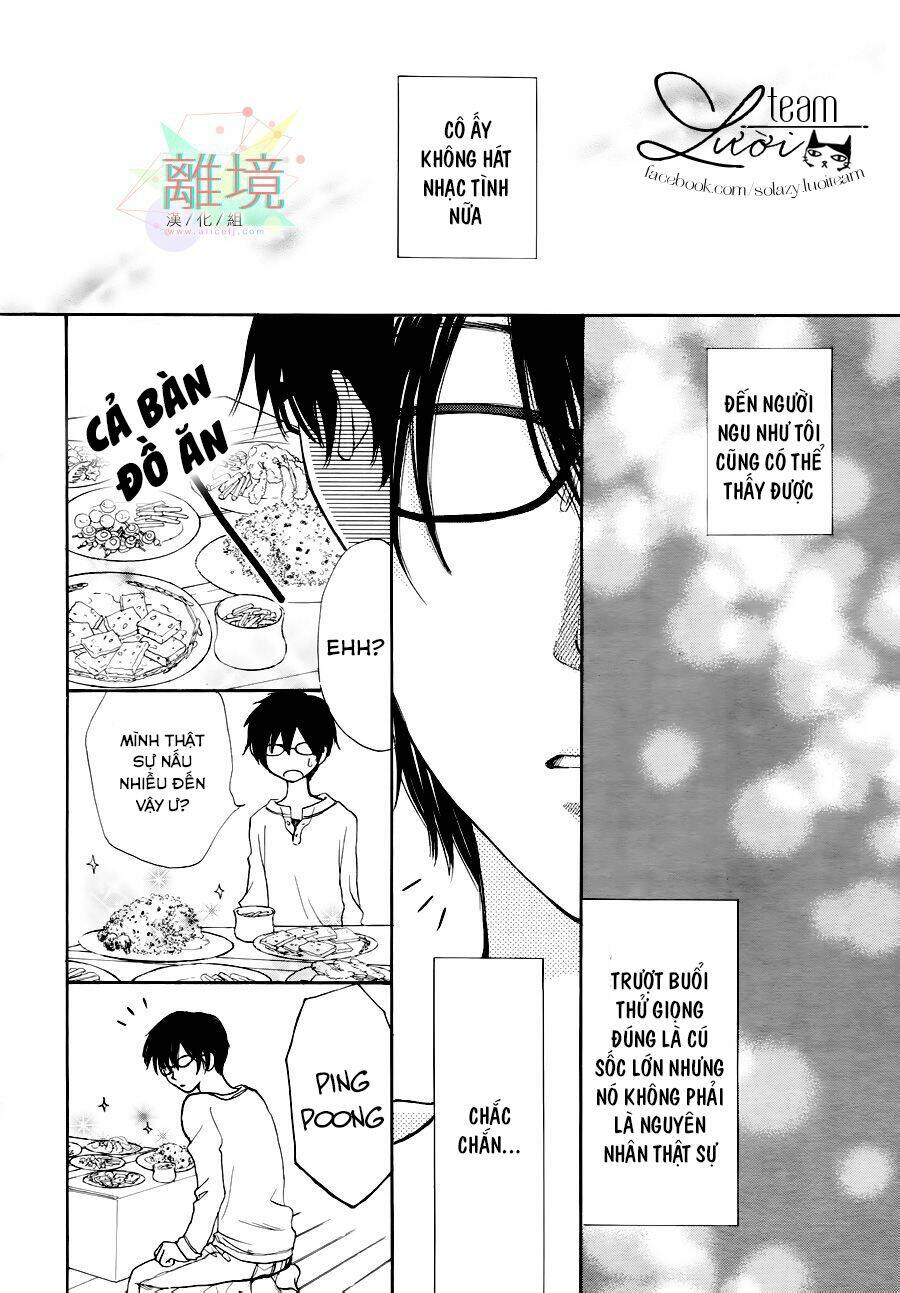 CÔ ẤY
KHÔNG HÁT
NHẠC TÌNH
NỮA
team
Lười
facebook.com/solazy.luoiteam
離境
漢/化/組
www.alicefj.com
ĐẾN NGƯỜI
NGU NHƯ TÔI
CŨNG CÓ THỂ
THẤY ĐƯỢC
TRƯỢT BUỔI
THỬ GIỌNG
ĐÚNG LÀ CÚ
SỐC LỚN NHƯNG
NÓ KHÔNG PHẢI
LÀ NGUYÊN
NHÂN THẬT SỰ
CHẮC
CHẮN...
CẢ BÀN
ĐỒ ĂN
EHH?
MÌNH THẬT
SỰ NẤU
NHIỀU ĐẾN
VẬY Ư?
PING
POONG